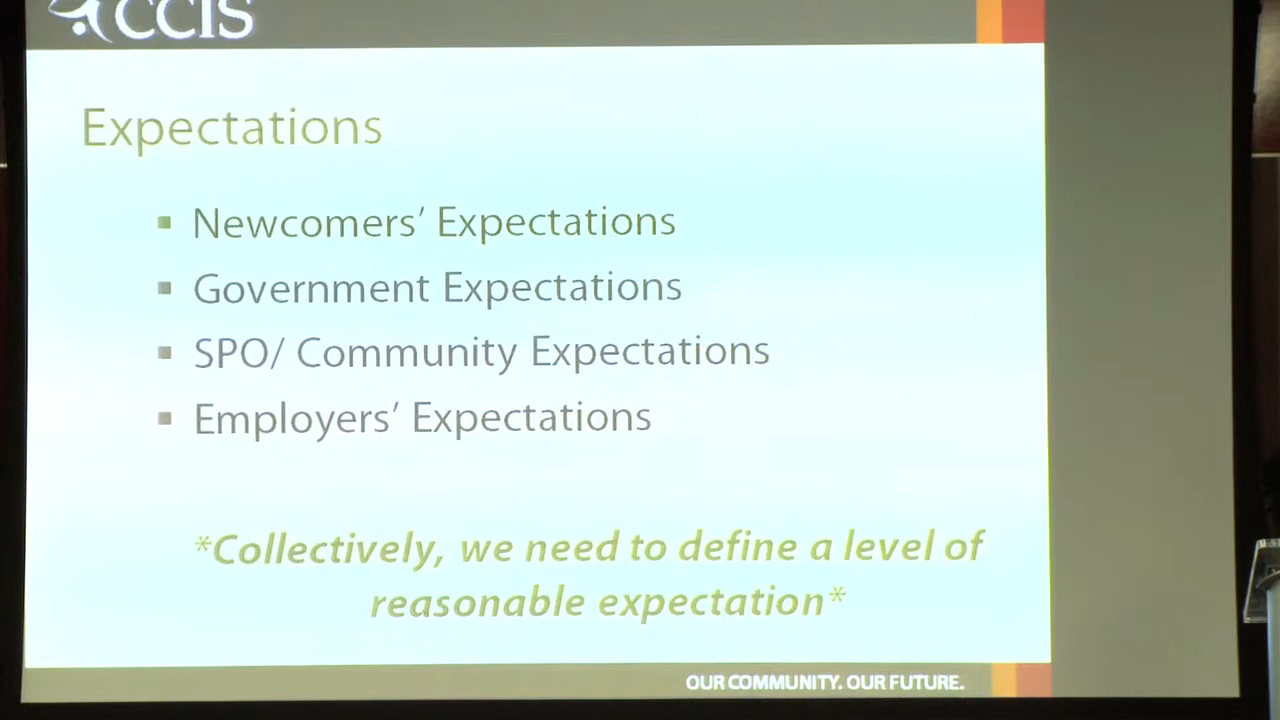 CCIS
Expectations
▪ Newcomers’ Expectations
▪ Government Expectations
▪ SPO/ Community Expectations
▪ Employers’ Expectations
*Collectively, we need to define a level of
reasonable expectation*
OUR COMMUNITY. OUR FUTURE.